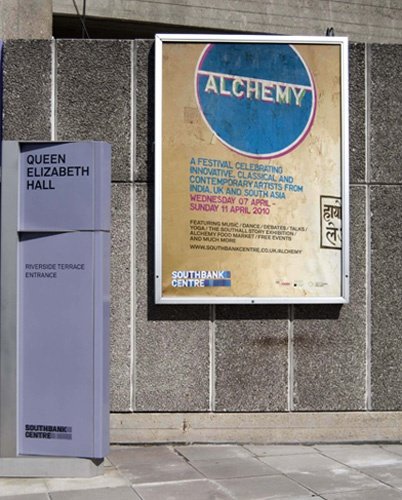 QUEEN
ELIZABETH
HALL
RIVERSIDE TERRACE
ENTRANCE
SOUTHBANK
CENTRE
ALCHEMY
A FESTIVAL CELEBRATING
INNOVATIVE, CLASSICAL AND
CONTEMPORARY ARTISTS FROM
INDIA, UK AND SOUTH ASIA
WEDNESDAY 07 APRIL–
SUNDAY 11 APRIL 2010
FEATURING MUSIC / DANCE / DEBATES / TALKS /
YOGA / THE SOUTHALL STORY EXHIBITION /
ALCHEMY FOOD MARKET / FREE EVENTS
AND MUCH MORE
WWW.SOUTHBANKCENTRE.CO.UK/ALCHEMY
SOUTHBANK
CENTRE